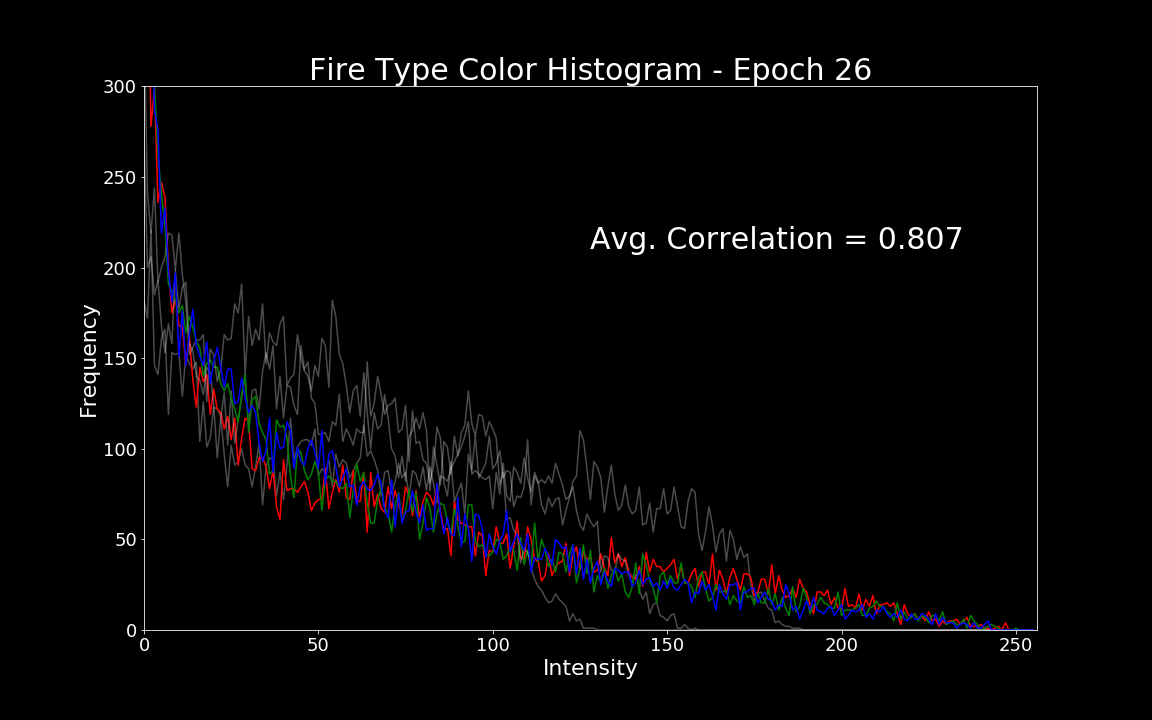 Fire Type Color Histogram - Epoch 26
300
250
200
150
100
50
0
Frequency
Avg. Correlation = 0.807
0 50 100 150 200 250
Intensity